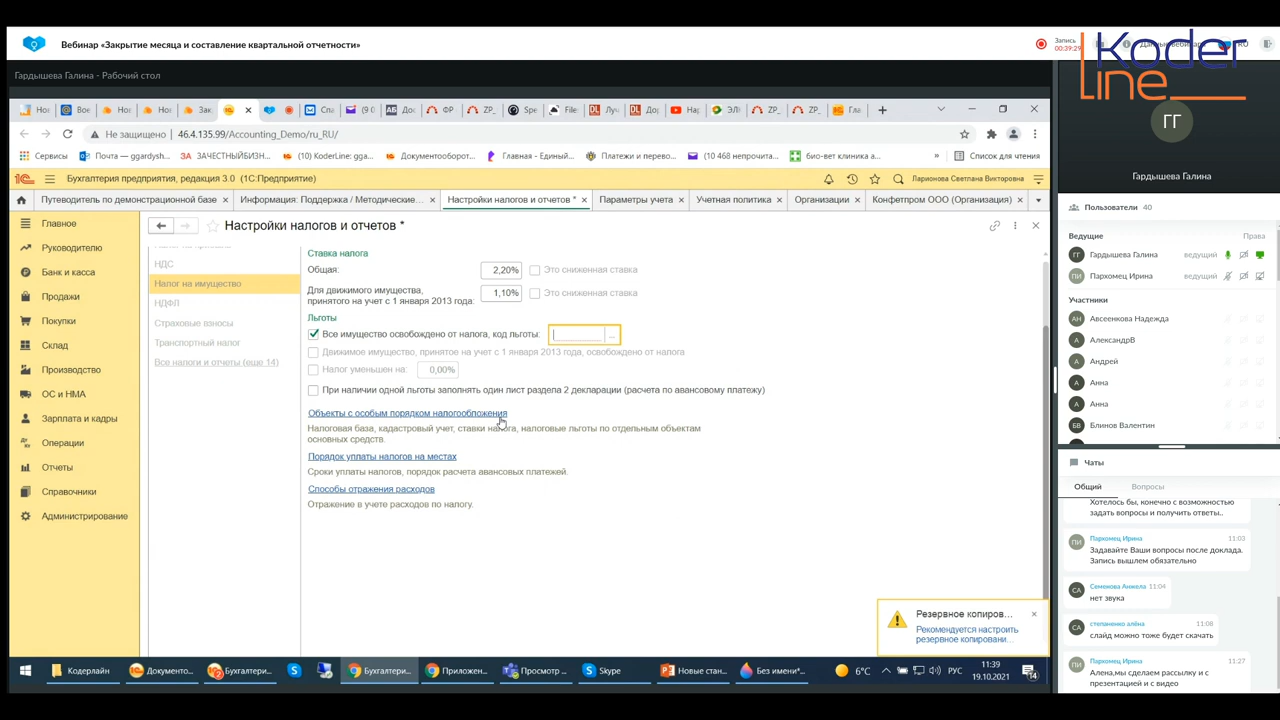 Вебинар «Закрытие месяца и составление квартальной отчетности»
Запись
00:39:29
RU
Koder
line
Гардышева Галина - Рабочий стол
46.4.135.99/Accounting_Demo/ru_RU/
Не защищено
Сервисы
Почта — ggardysh...
ЗАЧЕСТНЫЙБИЗН...
(10) KoderLine: gga...
Документооборот...
Главная - Единый...
Платежи и перево...
(10 468 непрочита...
био-вет клиника а...
»
Список для чтения
Бухгалтерия предприятия, редакция 3.0 (1С:Предприятие)
Ларионова Светлана Викторовна
Путеводитель по демонстрационной базе
Информация: Поддержка / Методические...
Настройки налогов и отчетов *
Параметры учета
Учетная политика
Организации
Конфетпром ООО (Организация)
Главное
Руководителю
Банк и касса
Продажи
Покупки
Склад
Производство
ОС и НМА
Зарплата и кадры
Операции
Отчеты
Справочники
Администрирование
Настройки налогов и отчетов *
НДС
Налог на имущество
НДФЛ
Страховые взносы
Транспортный налог
Все налоги и отчеты (еще 14)
Ставка налога
Общая:
2,20%
Это сниженная ставка
Для движимого имущества,
принятого на учет с 1 января 2013 года:
1,10%
Это сниженная ставка
Льготы
Все имущество освобождено от налога, код льготы:
...
Движимое имущество, принятое на учет с 1 января 2013 года, освобождено от налога
Налог уменьшен на:
0,00%
При наличии одной льготы заполнять один лист раздела 2 декларации (расчета по авансовому платежу)
Объекты с особым порядком налогообложения
Налоговая база, кадастровый учет, ставки налога, налоговые льготы по отдельным объектам
основных средств.
Порядок уплаты налогов на местах
Сроки уплаты налогов, порядок расчета авансовых платежей.
Способы отражения расходов
Отражение в учете расходов по налогу.
Резервное копиров...
Рекомендуется настроить
резервное копировани...
ГГ
Гардышева Галина
Пользователи 40
Ведущие
Права
ГГ
Гардышева Галина
ведущий
ПИ
Пархомец Ирина
ведущий
Участники
АН
Авсеенкова Надежда
АЛЕКСАНДРВ
Андрей
Анна
Анна
БВ
Блинов Валентин
Чаты
Общий
Вопросы
Хотелось бы, конечно с возможностью
задать вопросы и получить ответы..
ПИ
Пархомец Ирина
11:03
Задавайте Ваши вопросы после доклада.
Запись вышлем обязательно
СА
Семенова Анжела
11:04
нет звука
СА
степаненко алёна
11:08
слайд можно тоже будет скачать
ПИ
Пархомец Ирина
11:27
Алена,мы сделаем рассылку и с
презентацией и с видео
Кодерлайн
Документо...
Бухгалтери...
Бухгалтери...
Приложен...
Просмотр ...
Skype
Новые стан...
Без имени*...
6°C
РУС
11:39
19.10.2021
14